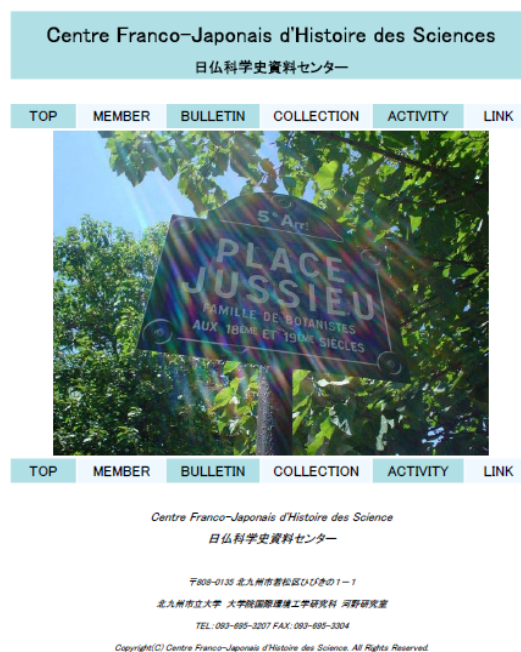 Centre Franco-Japonais d'Histoire des Sciences
日仏科学史資料センター
TOP MEMBER BULLETIN COLLECTION ACTIVITY LINK
5e Arrt
PLACE
JUSSIEU
FAMILLE DE BOTANISTES
AUX 18ÈME ET 19ÈME SIÈCLES
TOP MEMBER BULLETIN COLLECTION ACTIVITY LINK
Centre Franco-Japonais d'Histoire des Science
日仏科学史資料センター
〒808-0135 北九州市若松区ひびきの1-1
北九州市立大学 大学院国際環境工学研究科 河野研究室
TEL:093-695-3207 FAX:093-695-3304
Copyright(C) Centre Franco-Japonais d'Histoire des Science. All Rights Reserved.